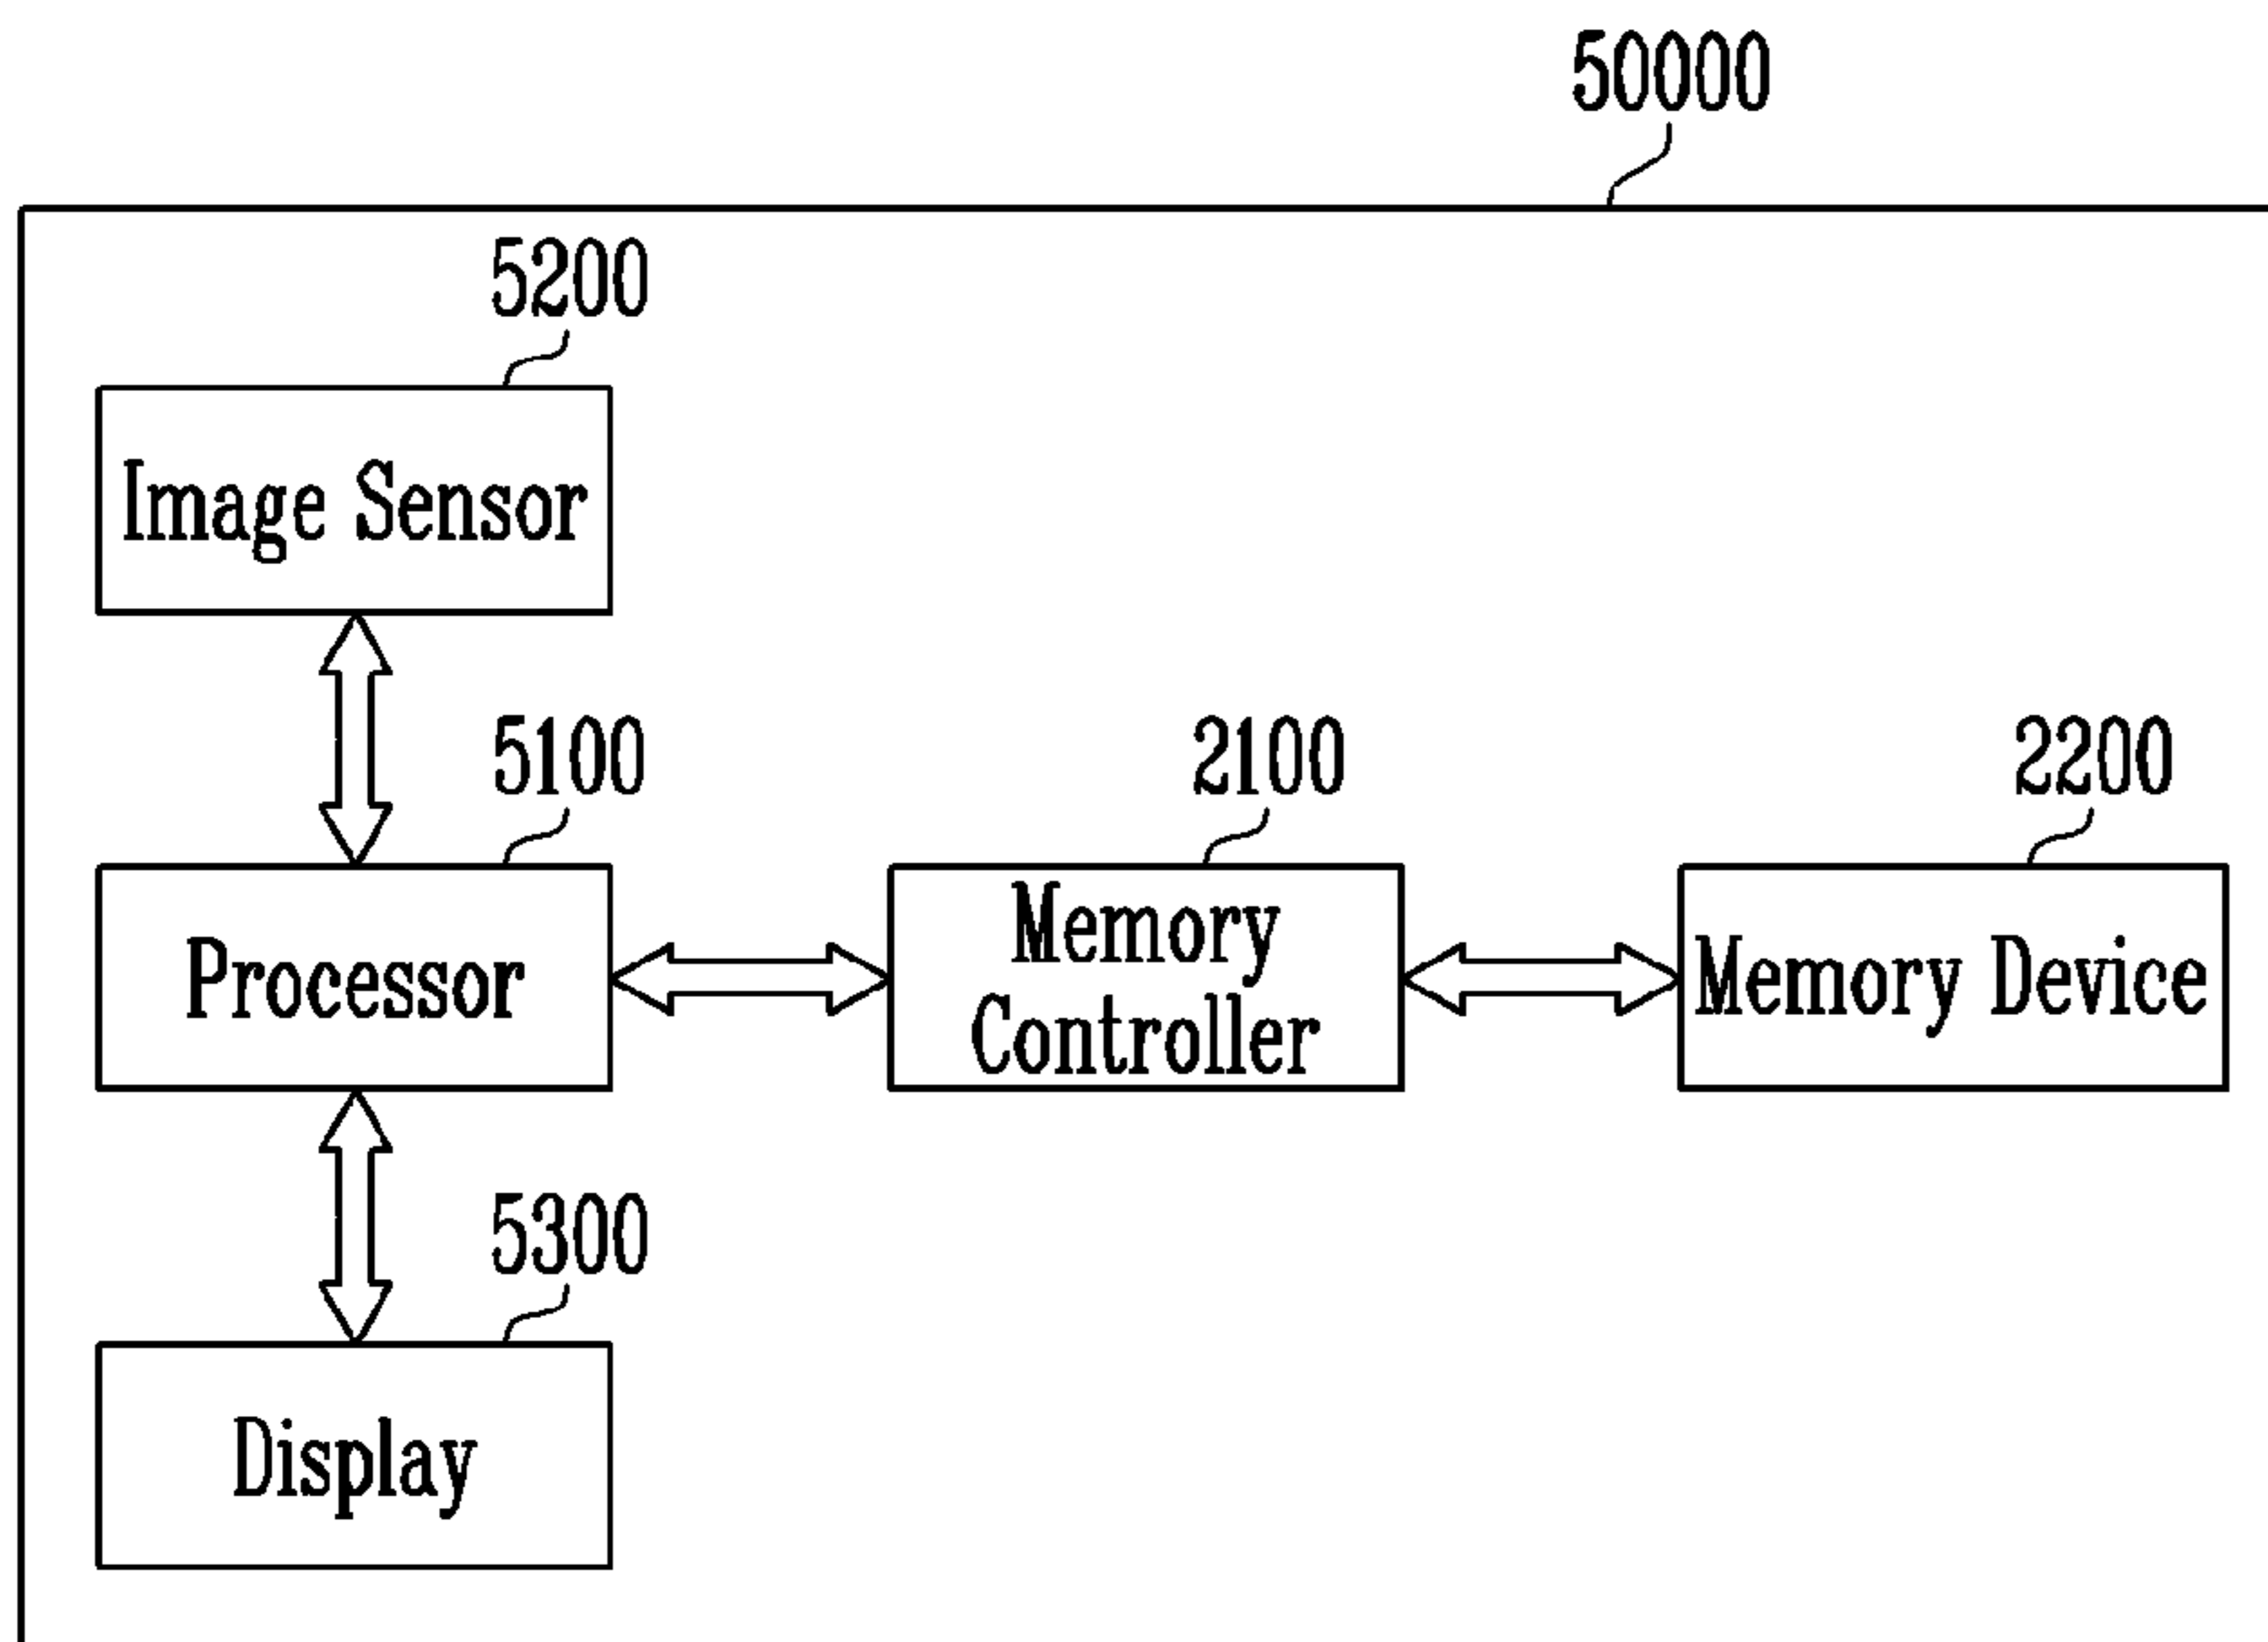 50000
5200
Image Sensor
5100
2100
2200
Processor
Memory
Controller
Memory Device
5300
Display